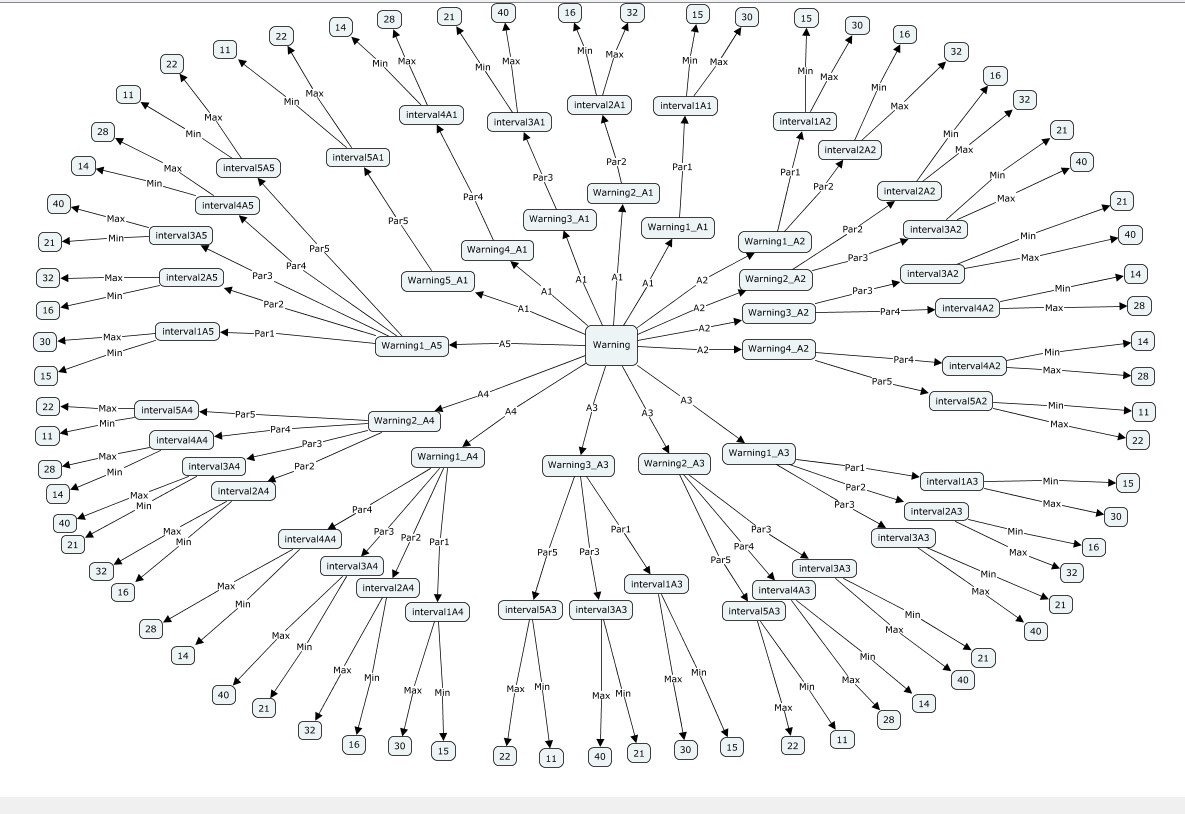 Warning
A1
Warning1_A1
Par1
interval1A1
Min
15
Max
30
A1
Warning2_A1
Par2
interval2A1
Min
16
Max
32
A1
Warning3_A1
Par3
interval3A1
Min
21
Max
40
A1
Warning4_A1
Par4
interval4A1
Min
14
Max
28
A1
Warning5_A1
Par5
interval5A1
Min
11
Max
22
A2
Warning1_A2
Par1
interval1A2
Min
15
Max
30
Par2
interval2A2
Min
16
Max
32
A2
Warning2_A2
Par2
interval2A2
Min
16
Max
32
Par3
interval3A2
Min
21
Max
40
A2
Warning3_A2
Par3
interval3A2
Min
21
Max
40
Par4
interval4A2
Min
14
Max
28
A2
Warning4_A2
Par4
interval4A2
Min
14
Max
28
Par5
interval5A2
Min
11
Max
22
A3
Warning1_A3
Par1
interval1A3
Min
15
Max
30
Par2
interval2A3
Min
16
Max
32
Par3
interval3A3
Min
21
Max
40
A3
Warning2_A3
Par3
interval3A3
Min
21
Max
40
Par4
interval4A3
Min
14
Max
28
Par5
interval5A3
Min
11
Max
22
A3
Warning3_A3
Par1
interval1A3
Min
15
Max
30
Par3
interval3A3
Min
21
Max
40
Par5
interval5A3
Min
11
Max
22
A4
Warning1_A4
Par1
interval1A4
Min
15
Max
30
Par2
interval2A4
Min
16
Max
32
Par3
interval3A4
Min
21
Max
40
Par4
interval4A4
Min
14
Max
28
A4
Warning2_A4
Par2
interval2A4
Min
16
Max
32
Par3
interval3A4
Min
21
Max
40
Par4
interval4A4
Min
14
Max
28
Par5
interval5A4
Min
11
Max
22
A5
Warning1_A5
Par1
interval1A5
Min
15
Max
30
Par2
interval2A5
Min
16
Max
32
Par3
interval3A5
Min
21
Max
40
Par4
interval4A5
Min
14
Max
28
Par5
interval5A5
Min
11
Max
22